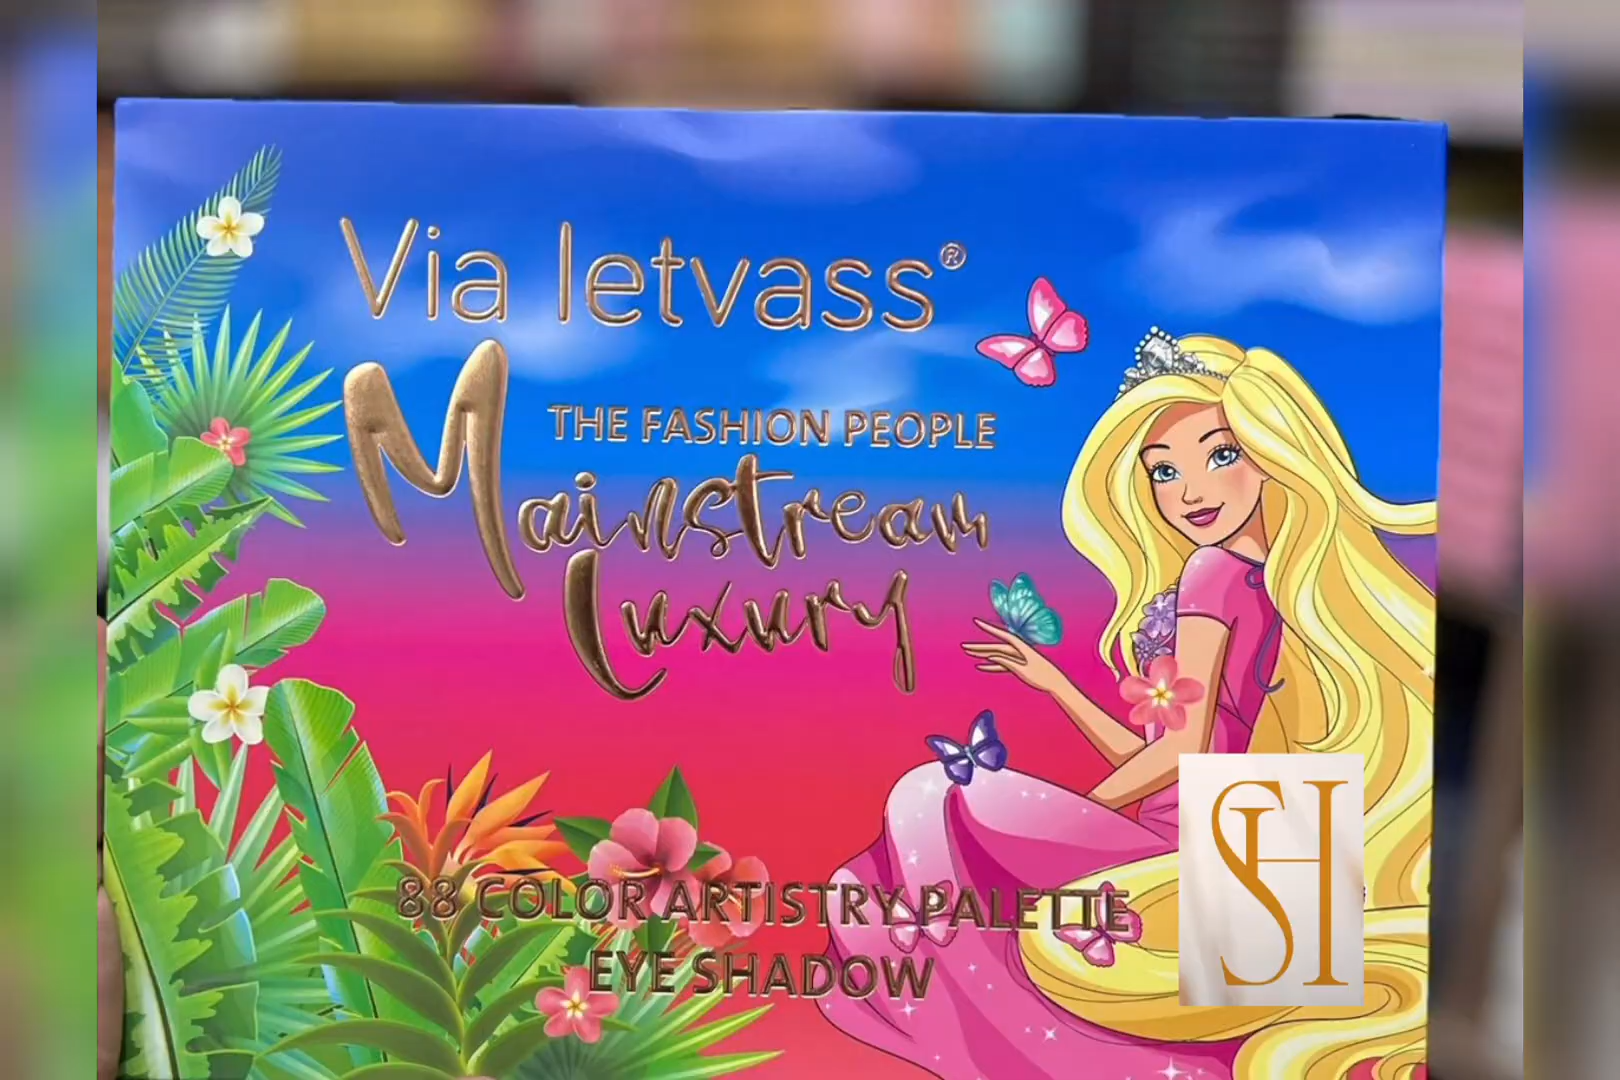 Via letvass®
THE FASHION PEOPLE
Mainstream
Luxury
88 COLOR ARTISTRY PALETTE
EYE SHADOW
SH